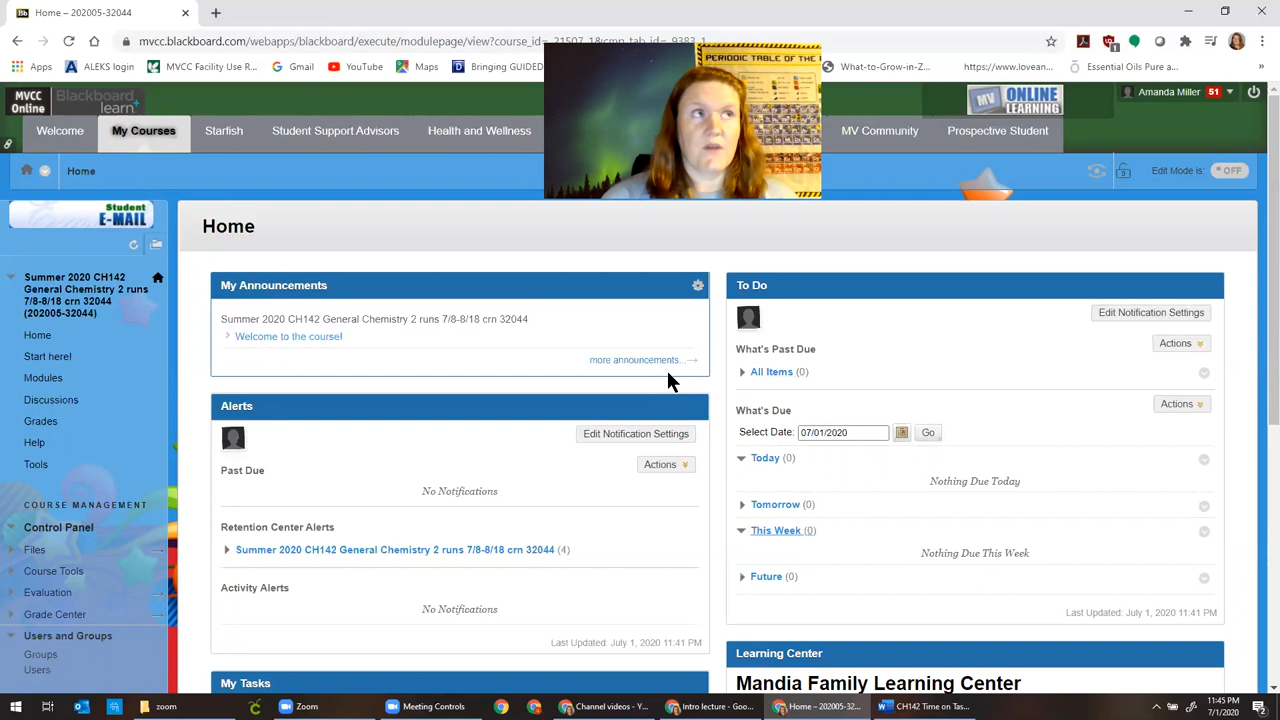 Home – 202005-32044
mvcc.blackboard.com/webapps/blackboard/execute/modulepage/view?course_id=_21507_1&cmp_tab_id=_9383_1
ALEKS login
MVCC Facility Use R...
Gmail
YouTube
Maps
Opening GUIDED
What-to-Grow-in-Z...
https://www.lovean...
Essential Oils Pure a...
PERIODIC TABLE OF THE
MVCC Online
Blackboard learn+
MV ONLINE LEARNING
Amanda Miller 51
Welcome
My Courses
Starfish
Student Support Advisors
Health and Wellness
MV Community
Prospective Student
Home
Edit Mode is: OFF
Student E-MAIL
Home
Summer 2020 CH142
General Chemistry 2 runs
7/8-8/18 crn 32044
(202005-32044)
Home
Start here!
Modules
Discussions
Grades
Help
Tools
COURSE MANAGEMENT
Control Panel
Files
Course Tools
Evaluation
Grade Center
Users and Groups
Groups
Users
My Announcements
Summer 2020 CH142 General Chemistry 2 runs 7/8-8/18 crn 32044
Welcome to the course!
more announcements...
Alerts
Edit Notification Settings
Actions
Past Due
No Notifications
Retention Center Alerts
Summer 2020 CH142 General Chemistry 2 runs 7/8-8/18 crn 32044 (4)
Activity Alerts
No Notifications
Last Updated: July 1, 2020 11:41 PM
My Tasks
To Do
Edit Notification Settings
What's Past Due
Actions
All Items (0)
What's Due
Actions
Select Date: 07/01/2020 Go
Today (0)
Nothing Due Today
Tomorrow (0)
This Week (0)
Nothing Due This Week
Future (0)
Last Updated: July 1, 2020 11:41 PM
Learning Center
Mandia Family Learning Center
zoom
Zoom
Meeting Controls
Channel videos - Y...
Intro lecture - Goo...
Home – 202005-32...
CH142 Time on Tas...
11:45 PM
7/1/2020